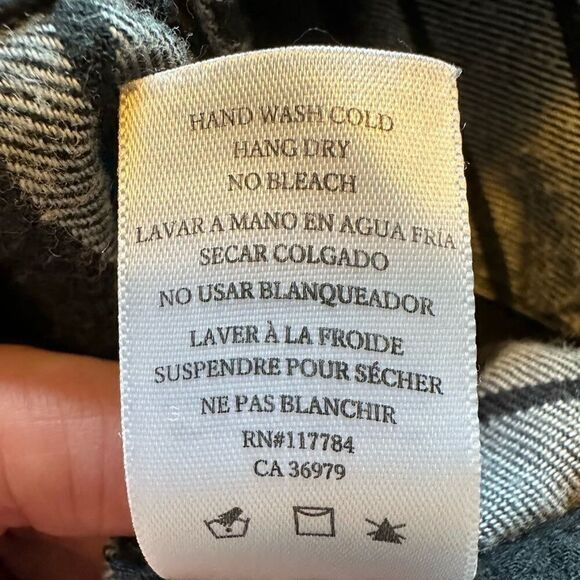 HAND WASH COLD
HANG DRY
NO BLEACH
LAVAR A MANO EN AGUA FRIA
SECAR COLGADO
NO USAR BLANQUEADOR
LAVER À LA FROIDE
SUSPENDRE POUR SÉCHER
NE PAS BLANCHIR
RN#117784
CA 36979